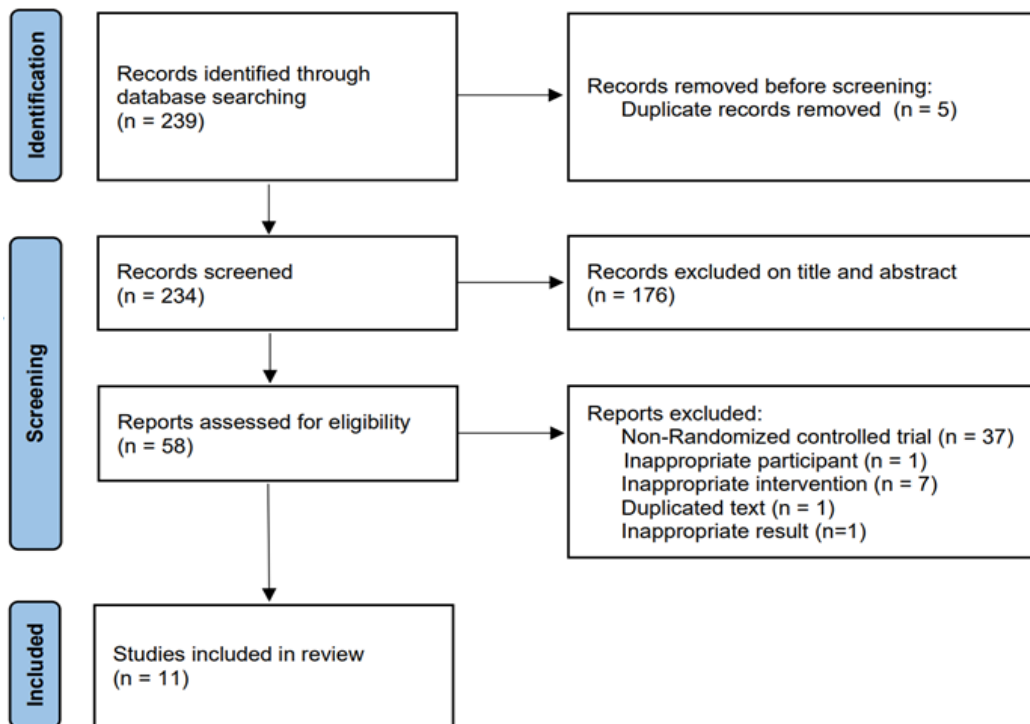 Identification
Records identified through
database searching
(n = 239)
Records removed before screening:
Duplicate records removed (n = 5)
Screening
Records screened
(n = 234)
Records excluded on title and abstract
(n = 176)
Reports assessed for eligibility
(n = 58)
Reports excluded:
Non-Randomized controlled trial (n = 37)
Inappropriate participant (n = 1)
Inappropriate intervention (n = 7)
Duplicated text (n = 1)
Inappropriate result (n=1)
Included
Studies included in review
(n = 11)